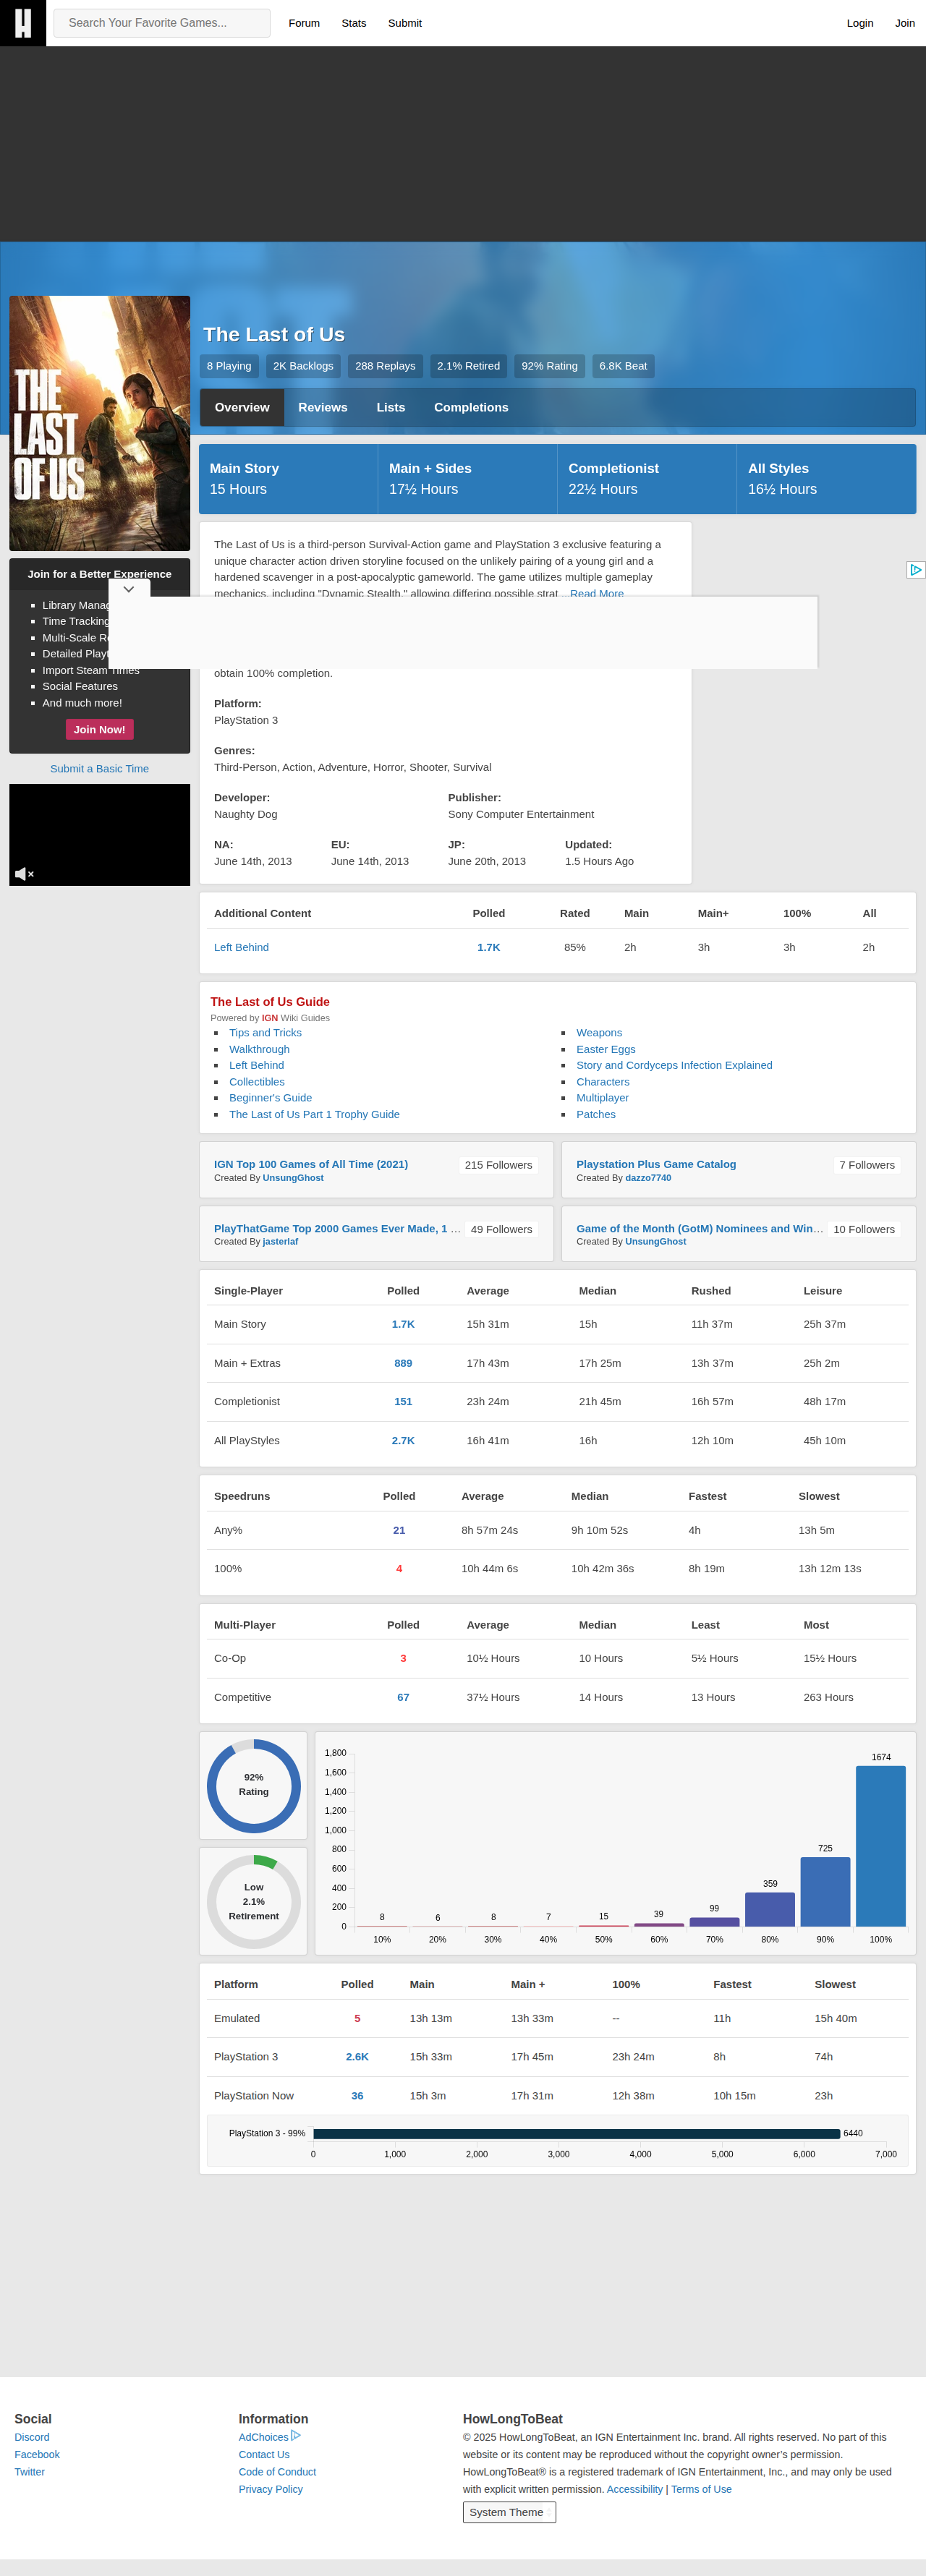 H
Search Your Favorite Games...
Forum
Stats
Submit
Login
Join
The Last of Us
8 Playing
2K Backlogs
288 Replays
2.1% Retired
92% Rating
6.8K Beat
Overview
Reviews
Lists
Completions
THE
LAST
OF US
Main Story
15 Hours
Main + Sides
17½ Hours
Completionist
22½ Hours
All Styles
16½ Hours
Join for a Better Experience
Library Manag
Time Tracking
Multi-Scale Re
Detailed Playt
Import Steam Times
Social Features
And much more!
Join Now!
Submit a Basic Time
The Last of Us is a third-person Survival-Action game and PlayStation 3 exclusive featuring a
unique character action driven storyline focused on the unlikely pairing of a young girl and a
hardened scavenger in a post-apocalyptic gameworld. The game utilizes multiple gameplay
mechanics, including "Dynamic Stealth," allowing differing possible strat ...Read More
obtain 100% completion.
Platform:
PlayStation 3
Genres:
Third-Person, Action, Adventure, Horror, Shooter, Survival
Developer:
Naughty Dog
Publisher:
Sony Computer Entertainment
NA:
June 14th, 2013
EU:
June 14th, 2013
JP:
June 20th, 2013
Updated:
1.5 Hours Ago
Additional Content Polled Rated Main Main+ 100% All
Left Behind 1.7K 85% 2h 3h 3h 2h
The Last of Us Guide
Powered by IGN Wiki Guides
Tips and Tricks
Walkthrough
Left Behind
Collectibles
Beginner's Guide
The Last of Us Part 1 Trophy Guide
Weapons
Easter Eggs
Story and Cordyceps Infection Explained
Characters
Multiplayer
Patches
IGN Top 100 Games of All Time (2021)
Created By UnsungGhost
215 Followers
Playstation Plus Game Catalog
Created By dazzo7740
7 Followers
PlayThatGame Top 2000 Games Ever Made, 1 ...
Created By jasterlaf
49 Followers
Game of the Month (GotM) Nominees and Win...
Created By UnsungGhost
10 Followers
Single-Player Polled Average Median Rushed Leisure
Main Story 1.7K 15h 31m 15h 11h 37m 25h 37m
Main + Extras 889 17h 43m 17h 25m 13h 37m 25h 2m
Completionist 151 23h 24m 21h 45m 16h 57m 48h 17m
All PlayStyles 2.7K 16h 41m 16h 12h 10m 45h 10m
Speedruns Polled Average Median Fastest Slowest
Any% 21 8h 57m 24s 9h 10m 52s 4h 13h 5m
100% 4 10h 44m 6s 10h 42m 36s 8h 19m 13h 12m 13s
Multi-Player Polled Average Median Least Most
Co-Op 3 10½ Hours 10 Hours 5½ Hours 15½ Hours
Competitive 67 37½ Hours 14 Hours 13 Hours 263 Hours
92%
Rating
Low
2.1%
Retirement
1,800
1,600
1,400
1,200
1,000
800
600
400
200
0
8 6 8 7 15 39 99 359 725 1674
10% 20% 30% 40% 50% 60% 70% 80% 90% 100%
Platform Polled Main Main + 100% Fastest Slowest
Emulated 5 13h 13m 13h 33m -- 11h 15h 40m
PlayStation 3 2.6K 15h 33m 17h 45m 23h 24m 8h 74h
PlayStation Now 36 15h 3m 17h 31m 12h 38m 10h 15m 23h
PlayStation 3 - 99% 6440
0 1,000 2,000 3,000 4,000 5,000 6,000 7,000
Social
Discord
Facebook
Twitter
Information
AdChoices
Contact Us
Code of Conduct
Privacy Policy
HowLongToBeat
© 2025 HowLongToBeat, an IGN Entertainment Inc. brand. All rights reserved. No part of this
website or its content may be reproduced without the copyright owner's permission.
HowLongToBeat® is a registered trademark of IGN Entertainment, Inc., and may only be used
with explicit written permission. Accessibility | Terms of Use
System Theme